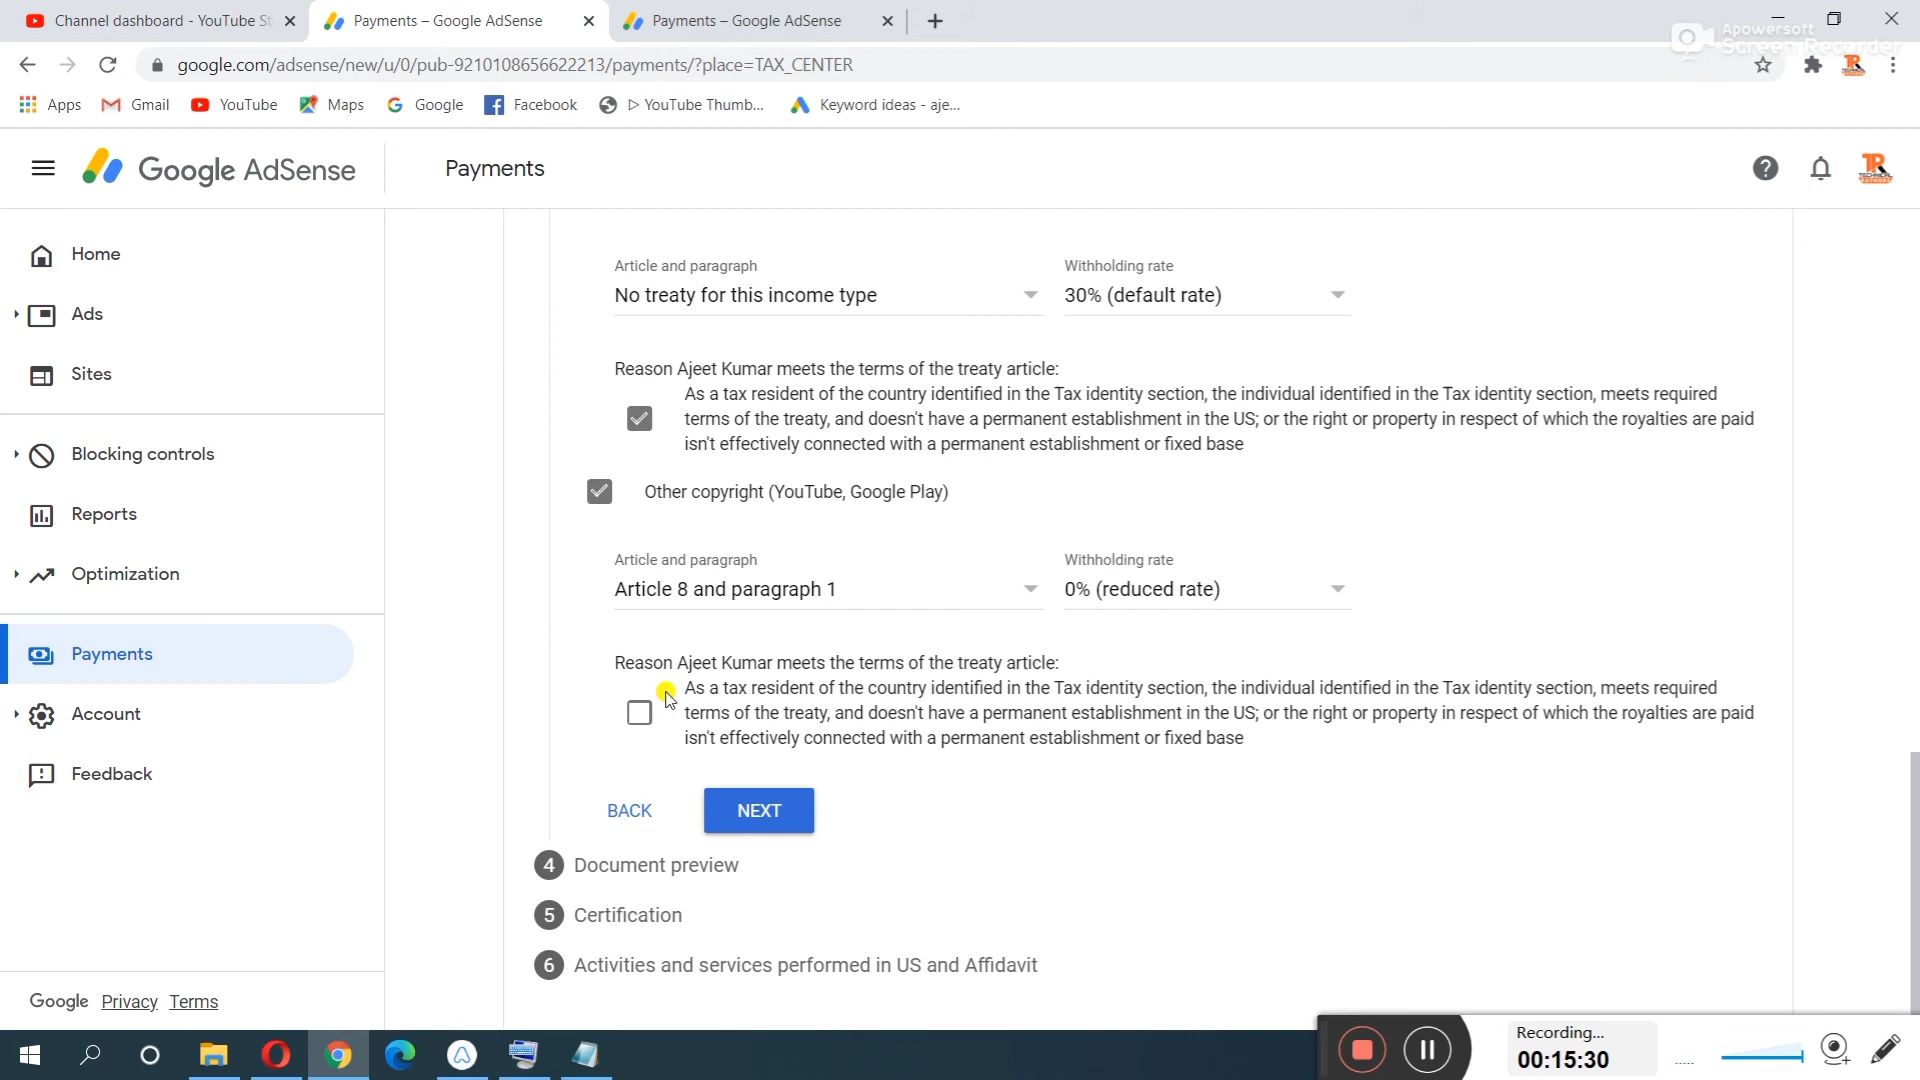 Channel dashboard - YouTube St
Payments – Google AdSense
Payments – Google AdSense
Apowersoft
Screen Recorder
google.com/adsense/new/u/0/pub-9210108656622213/payments/?place=TAX_CENTER
Apps
Gmail
YouTube
Maps
Google
Facebook
▷ YouTube Thumb...
Keyword ideas - aje...
Google AdSense
Payments
Home
Ads
Sites
Blocking controls
Reports
Optimization
Payments
Account
Feedback
Google Privacy Terms
Article and paragraph
Withholding rate
No treaty for this income type
30% (default rate)
Reason Ajeet Kumar meets the terms of the treaty article:
As a tax resident of the country identified in the Tax identity section, the individual identified in the Tax identity section, meets required
terms of the treaty, and doesn't have a permanent establishment in the US; or the right or property in respect of which the royalties are paid
isn't effectively connected with a permanent establishment or fixed base
Other copyright (YouTube, Google Play)
Article and paragraph
Withholding rate
Article 8 and paragraph 1
0% (reduced rate)
Reason Ajeet Kumar meets the terms of the treaty article:
As a tax resident of the country identified in the Tax identity section, the individual identified in the Tax identity section, meets required
terms of the treaty, and doesn't have a permanent establishment in the US; or the right or property in respect of which the royalties are paid
isn't effectively connected with a permanent establishment or fixed base
BACK
NEXT
4 Document preview
5 Certification
6 Activities and services performed in US and Affidavit
Recording...
00:15:30